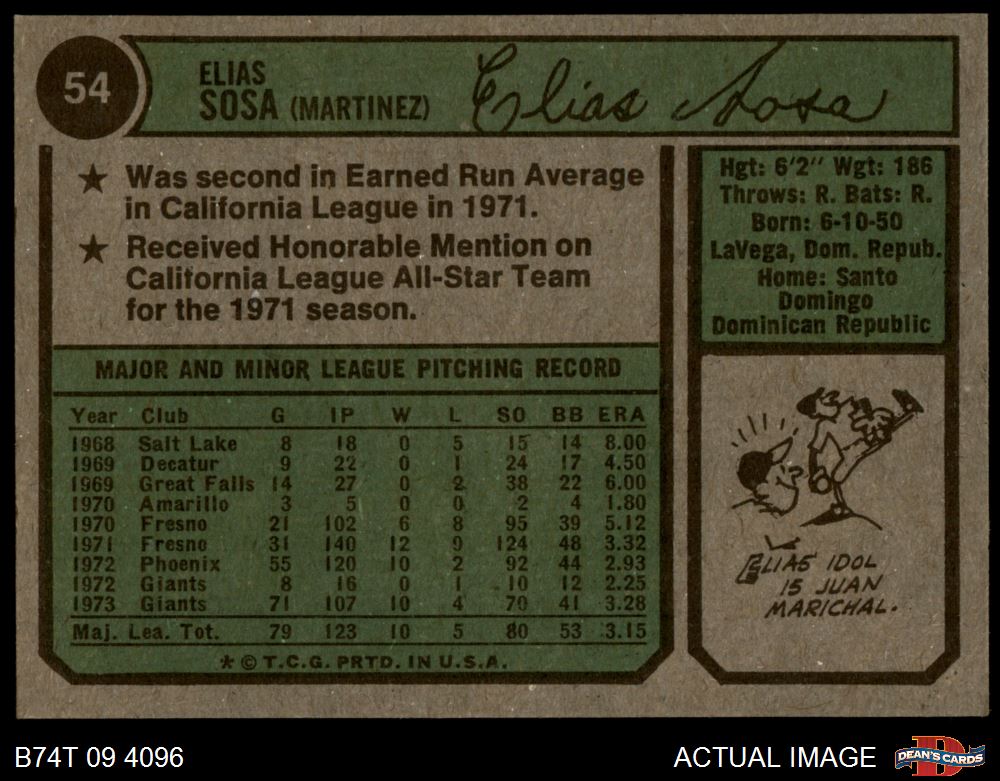 54
ELIAS
SOSA (MARTINEZ)
Elias Sosa
★ Was second in Earned Run Average
in California League in 1971.
★ Received Honorable Mention on
California League All-Star Team
for the 1971 season.
Hgt: 6'2" Wgt: 186
Throws: R. Bats: R.
Born: 6-10-50
LaVega, Dom. Repub.
Home: Santo
Domingo
Dominican Republic
MAJOR AND MINOR LEAGUE PITCHING RECORD
Year Club G IP W L SO BB ERA
1968 Salt Lake 8 18 0 5 15 14 8.00
1969 Decatur 9 22 0 1 24 17 4.50
1969 Great Falls 14 27 0 2 38 22 6.00
1970 Amarillo 3 5 0 0 2 4 1.80
1970 Fresno 21 102 6 8 95 39 5.12
1971 Fresno 31 140 12 9 124 48 3.32
1972 Phoenix 55 120 10 2 92 44 2.93
1972 Giants 8 16 0 1 10 12 2.25
1973 Giants 71 107 10 4 70 41 3.28
Maj. Lea. Tot. 79 123 10 5 80 53 3.15
* © T.C.G. PRTD. IN U.S.A.
ELIAS IDOL
IS JUAN
MARICHAL.
B74T 09 4096
ACTUAL IMAGE
D
DEAN'S CARDS